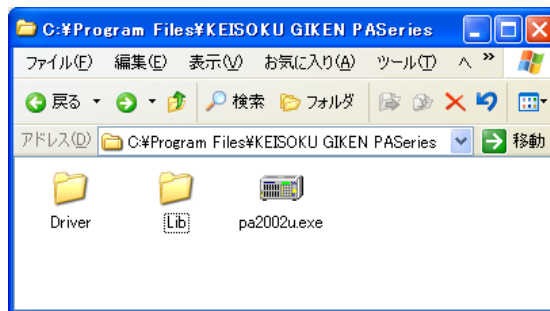 C:¥Program Files¥KEISOKU GIKEN PASeries
ファイル(F) 編集(E) 表示(V) お気に入り(A) ツール(T) »
戻る 検索 フォルダ
アドレス(D) C:¥Program Files¥KEISOKU GIKEN PASeries 移動
Driver Lib pa2002u.exe